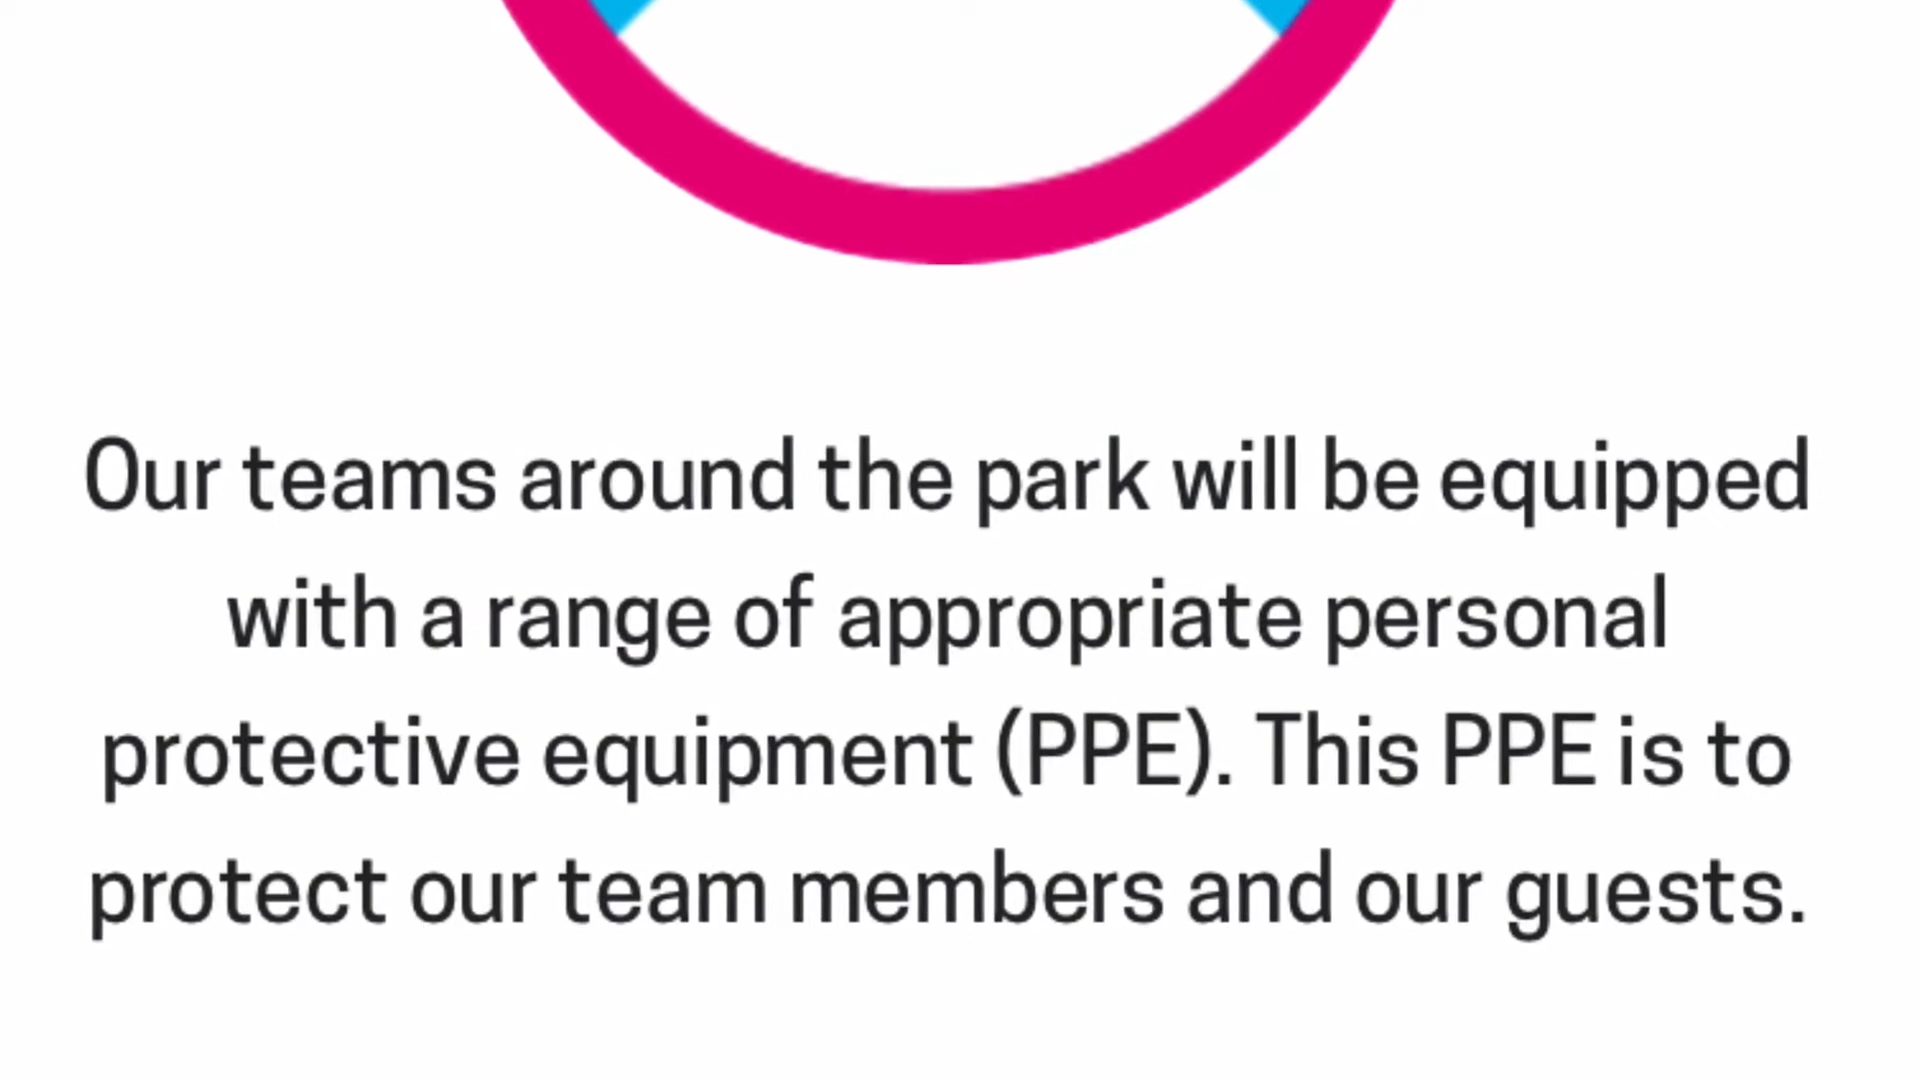 Our teams around the park will be equipped
with a range of appropriate personal
protective equipment (PPE). This PPE is to
protect our team members and our guests.